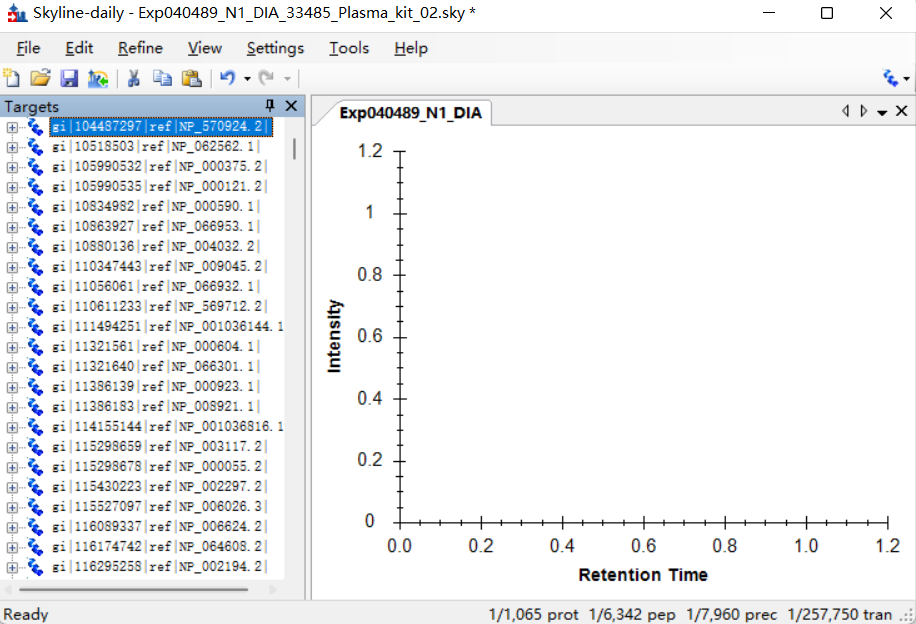 Skyline-daily - Exp040489_N1_DIA_33485_Plasma_kit_02.sky *
File Edit Refine View Settings Tools Help
Targets
gi|104487297|ref|NP_570924.2|
gi|10518503|ref|NP_062562.1|
gi|105990532|ref|NP_000375.2|
gi|105990535|ref|NP_000121.2|
gi|10834982|ref|NP_000590.1|
gi|10863927|ref|NP_066953.1|
gi|10880136|ref|NP_004032.2|
gi|110347443|ref|NP_009045.2|
gi|11056061|ref|NP_066932.1|
gi|110611233|ref|NP_569712.2|
gi|111494251|ref|NP_001036144.1
gi|11321561|ref|NP_000604.1|
gi|11321640|ref|NP_066301.1|
gi|11386139|ref|NP_000923.1|
gi|11386183|ref|NP_008921.1|
gi|114155144|ref|NP_001036816.1
gi|115298659|ref|NP_003117.2|
gi|115298678|ref|NP_000055.2|
gi|115430223|ref|NP_002297.2|
gi|115527097|ref|NP_006026.3|
gi|116089337|ref|NP_006624.2|
gi|116174742|ref|NP_064608.2|
gi|116295258|ref|NP_002194.2|
Exp040489_N1_DIA
1.2
1
0.8
0.6
0.4
0.2
0
Intensity
0.0 0.2 0.4 0.6 0.8 1.0 1.2
Retention Time
Ready 1/1,065 prot 1/6,342 pep 1/7,960 prec 1/257,750 tran